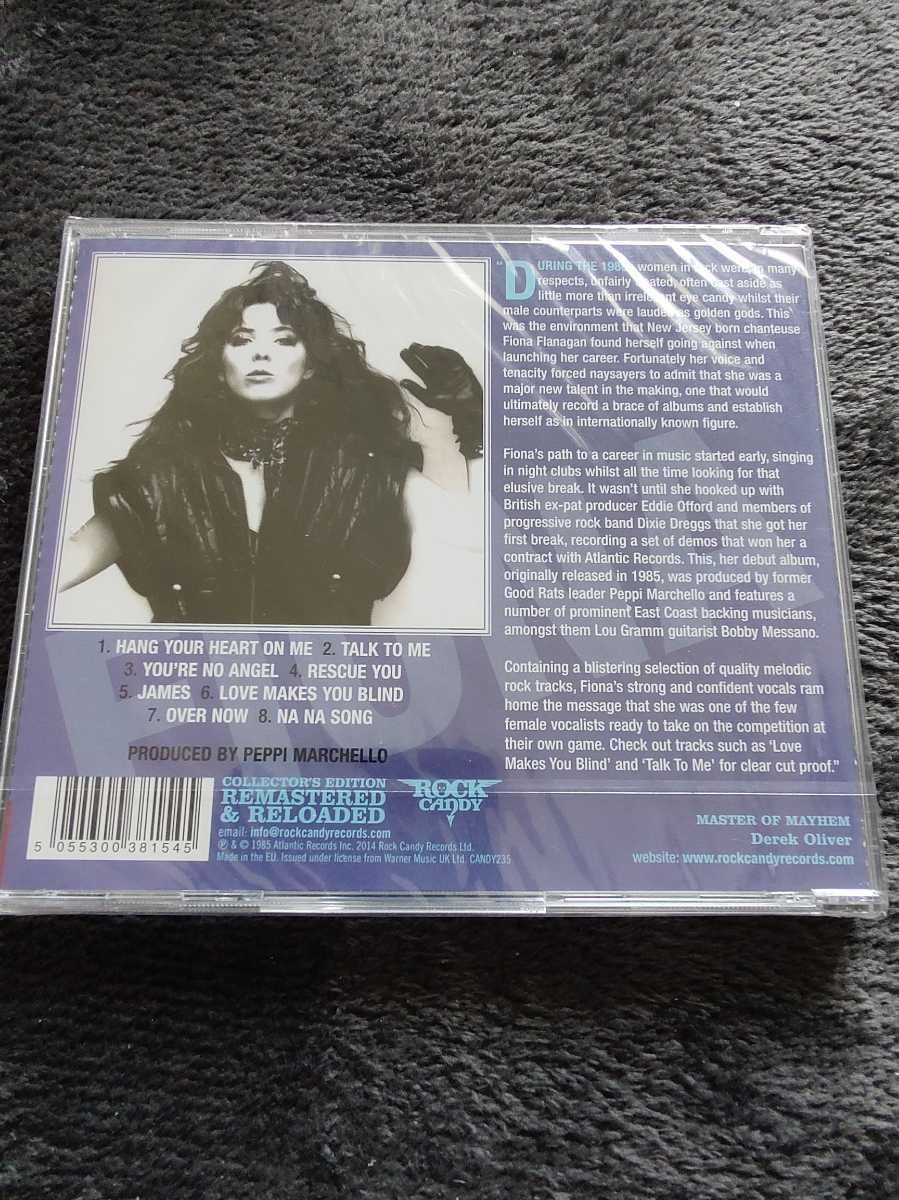 1. HANG YOUR HEART ON ME 2. TALK TO ME
3. YOU'RE NO ANGEL 4. RESCUE YOU
5. JAMES 6. LOVE MAKES YOU BLIND
7. OVER NOW 8. NA NA SONG
PRODUCED BY PEPPI MARCHELLO
"DURING THE 1980s women in rock were, in many
respects, unfairly treated, often cast aside as
little more than irrelevant eye candy whilst their
male counterparts were lauded as golden gods. This
was the environment that New Jersey born chanteuse
Fiona Flanagan found herself going against when
launching her career. Fortunately her voice and
tenacity forced naysayers to admit that she was a
major new talent in the making, one that would
ultimately record a brace of albums and establish
herself as in internationally known figure.
Fiona's path to a career in music started early, singing
in night clubs whilst all the time looking for that
elusive break. It wasn't until she hooked up with
British ex-pat producer Eddie Offord and members of
progressive rock band Dixie Dreggs that she got her
first break, recording a set of demos that won her a
contract with Atlantic Records. This, her debut album,
originally released in 1985, was produced by former
Good Rats leader Peppi Marchello and features a
number of prominent East Coast backing musicians,
amongst them Lou Gramm guitarist Bobby Messano.
Containing a blistering selection of quality melodic
rock tracks, Fiona's strong and confident vocals ram
home the message that she was one of the few
female vocalists ready to take on the competition at
their own game. Check out tracks such as 'Love
Makes You Blind' and 'Talk To Me' for clear cut proof."
FIONA
5 055300 381545
COLLECTOR'S EDITION
REMASTERED
& RELOADED
email: info@rockcandyrecords.com
ROCK
CANDY
℗ & © 1985 Atlantic Records Inc. 2014 Rock Candy Records Ltd.
Made in the EU. Issued under license from Warner Music UK Ltd. CANDY235
MASTER OF MAYHEM
Derek Oliver
website: www.rockcandyrecords.com